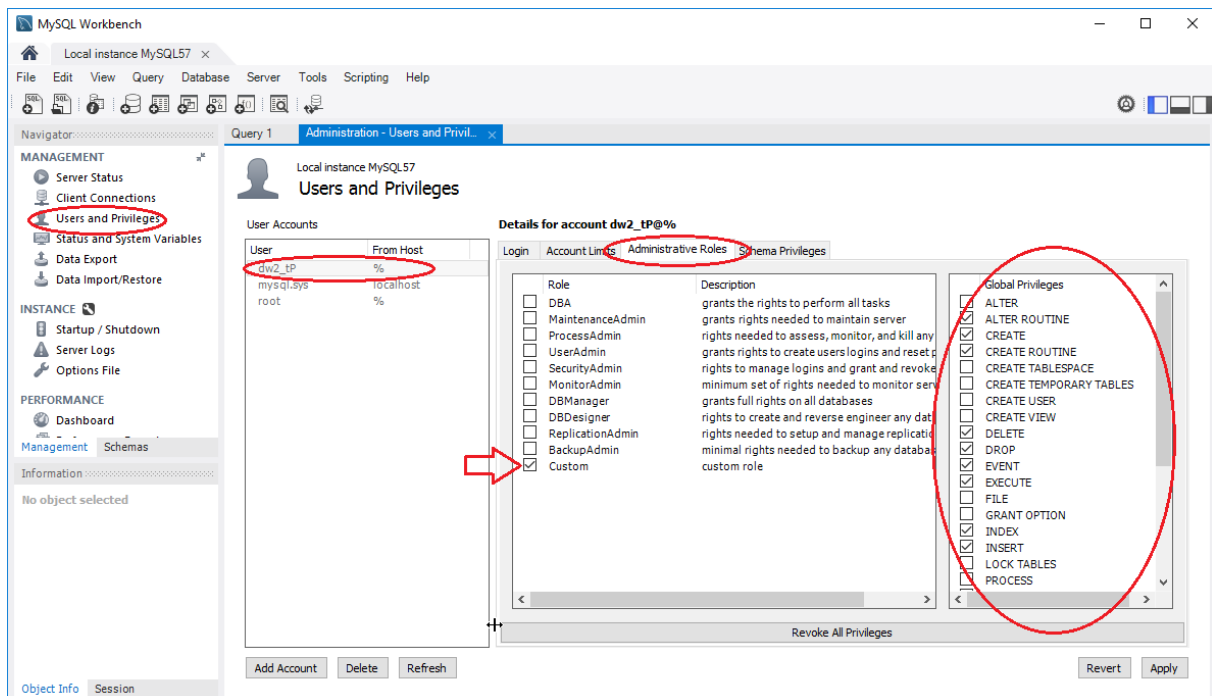 MySQL Workbench
Local instance MySQL57
File Edit View Query Database Server Tools Scripting Help
Navigator
MANAGEMENT
Server Status
Client Connections
Users and Privileges
Status and System Variables
Data Export
Data Import/Restore
INSTANCE
Startup / Shutdown
Server Logs
Options File
PERFORMANCE
Dashboard
Management Schemas
Information
No object selected
Object Info Session
Query 1 Administration - Users and Privil...
Local instance MySQL57
Users and Privileges
User Accounts
User From Host
dw2_tP %
mysql.sys localhost
root %
Add Account Delete Refresh
Details for account dw2_tP@%
Login Account Limits Administrative Roles Schema Privileges
Role Description
DBA grants the rights to perform all tasks
MaintenanceAdmin grants rights needed to maintain server
ProcessAdmin rights needed to assess, monitor, and kill any
UserAdmin grants rights to create users logins and reset p
SecurityAdmin rights to manage logins and grant and revoke
MonitorAdmin minimum set of rights needed to monitor serv
DBManager grants full rights on all databases
DBDesigner rights to create and reverse engineer any dat
ReplicationAdmin rights needed to setup and manage replicatio
BackupAdmin minimal rights needed to backup any databas
Custom custom role
Global Privileges
ALTER
ALTER ROUTINE
CREATE
CREATE ROUTINE
CREATE TABLESPACE
CREATE TEMPORARY TABLES
CREATE USER
CREATE VIEW
DELETE
DROP
EVENT
EXECUTE
FILE
GRANT OPTION
INDEX
INSERT
LOCK TABLES
PROCESS
Revoke All Privileges
Revert Apply